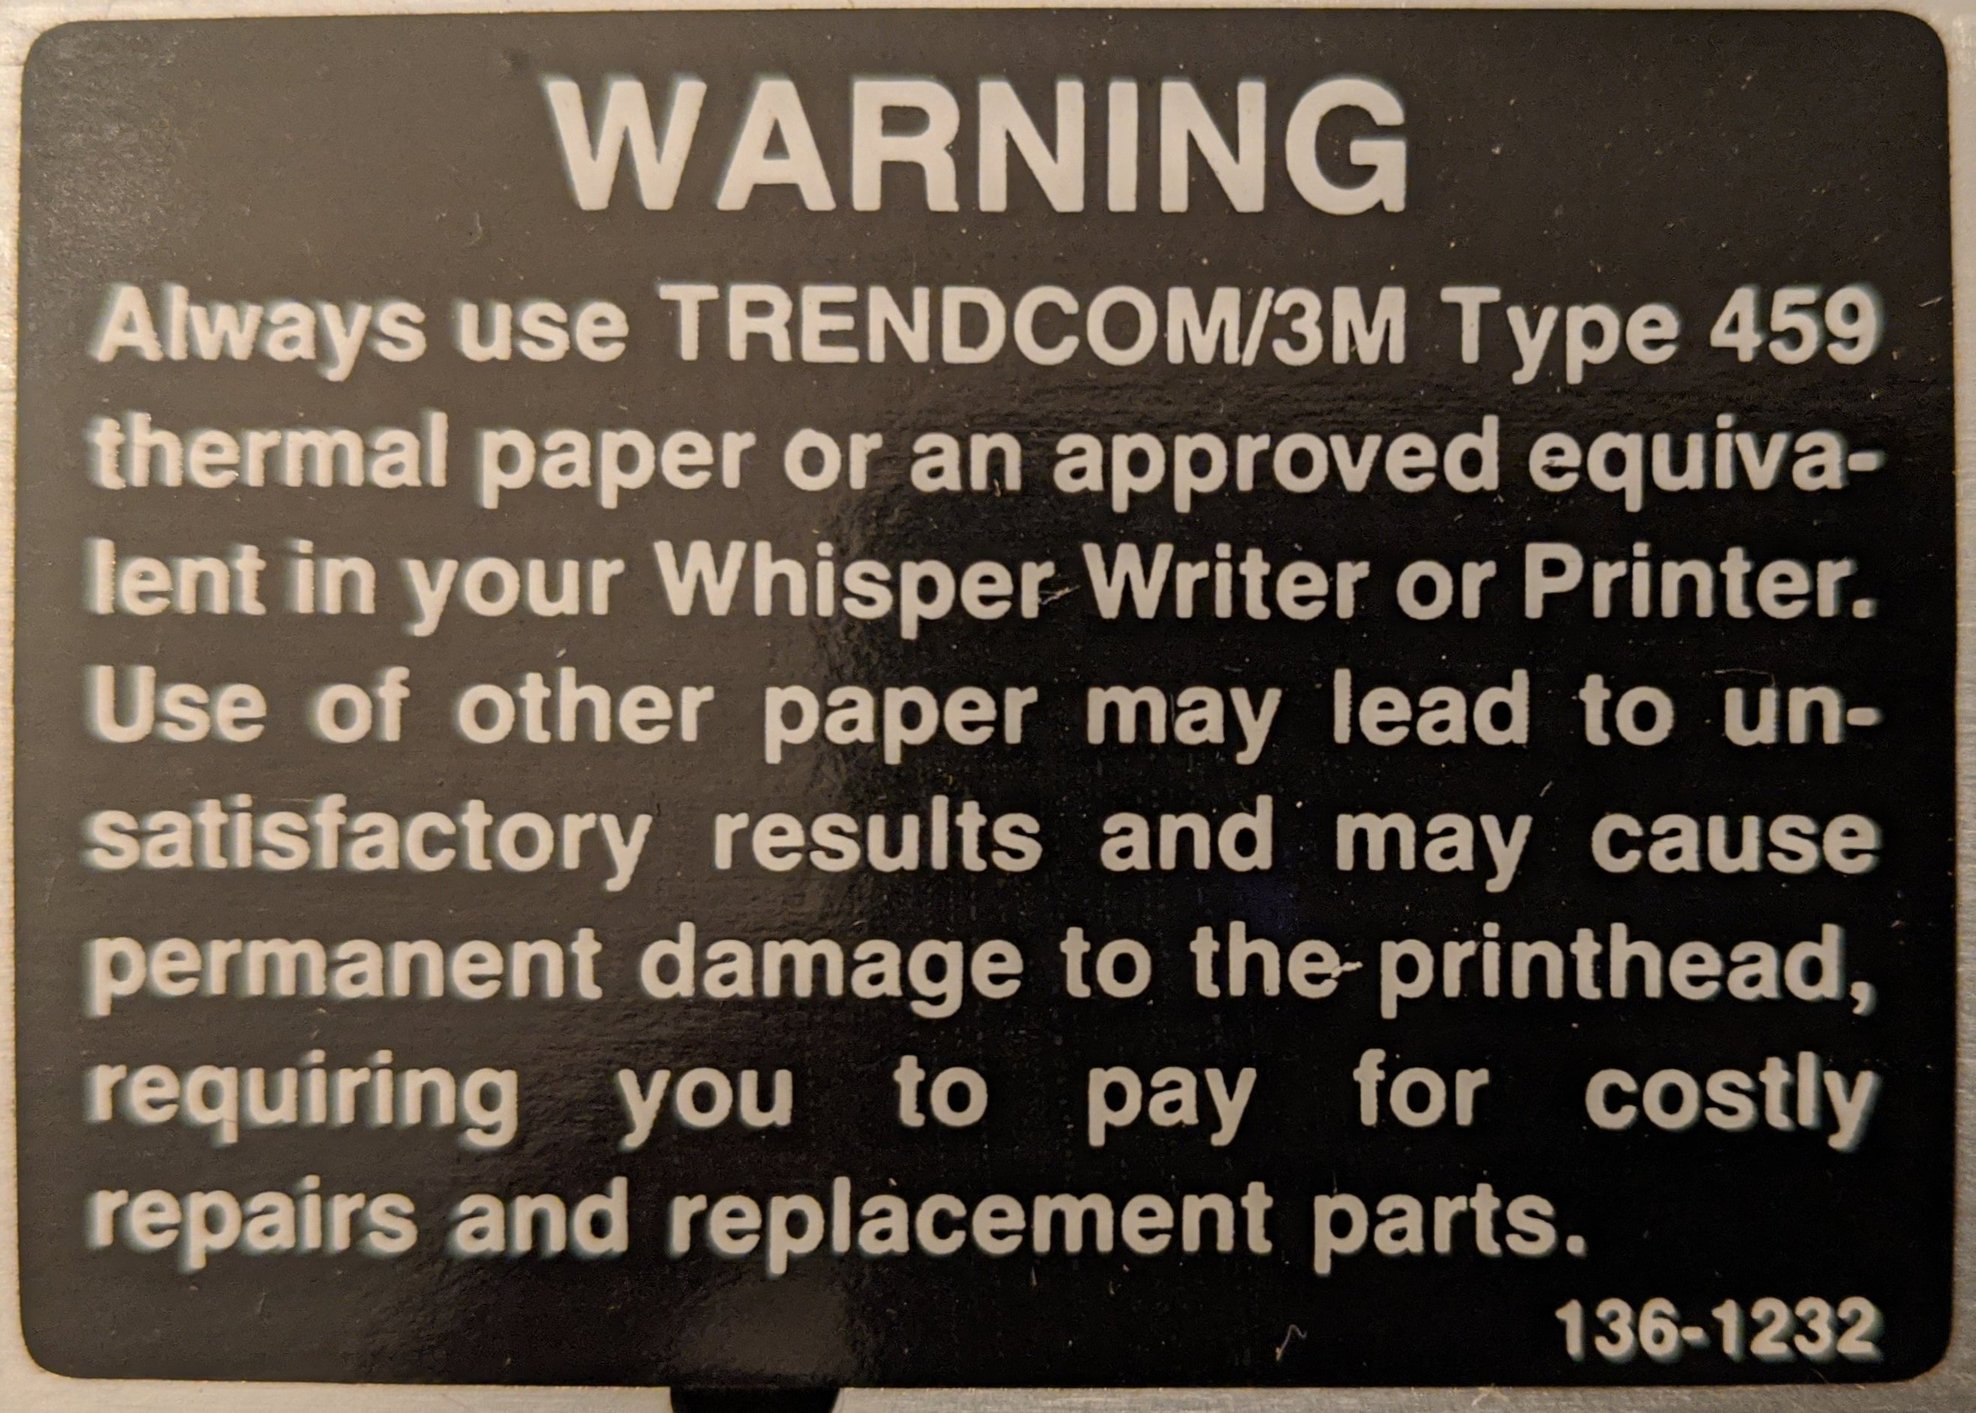 WARNING
Always use TRENDCOM/3M Type 459
thermal paper or an approved equiva-
lent in your Whisper Writer or Printer.
Use of other paper may lead to un-
satisfactory results and may cause
permanent damage to the printhead,
requiring you to pay for costly
repairs and replacement parts.
136-1232